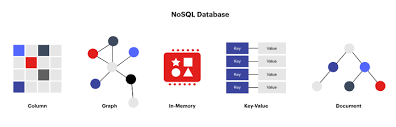 NoSQL Database
Key Value
Key Value
Key Value
Key Value
Column
Graph
In-Memory
Key-Value
Document